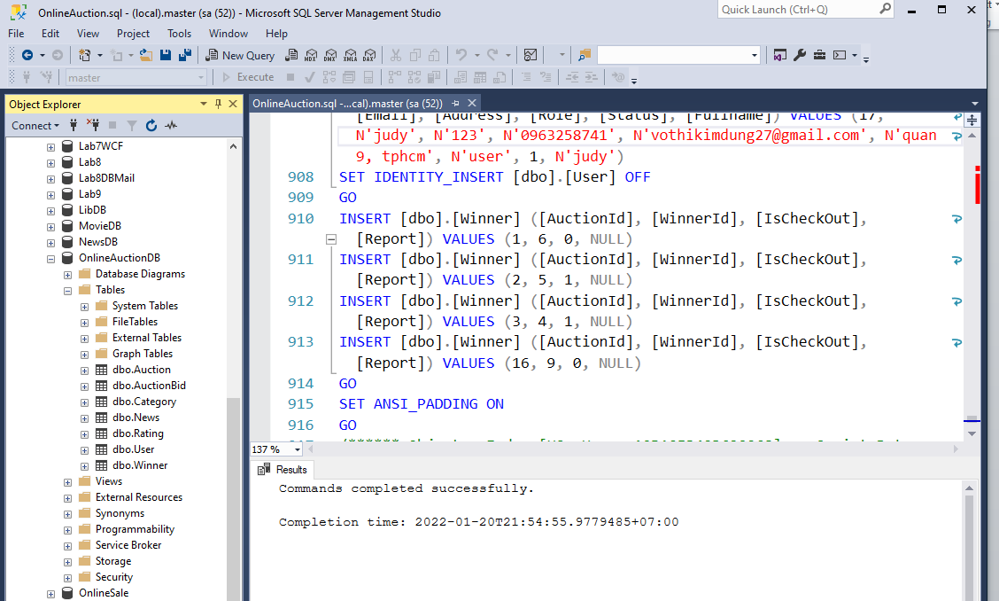 OnlineAuction.sql - (local).master (sa (52)) - Microsoft SQL Server Management Studio
Quick Launch (Ctrl+Q)
File Edit View Project Tools Window Help
New Query MDX DMX XMLA DAX
master Execute
Object Explorer
Connect
Lab7WCF
Lab8
Lab8DBMail
Lab9
LibDB
MovieDB
NewsDB
OnlineAuctionDB
Database Diagrams
Tables
System Tables
FileTables
External Tables
Graph Tables
dbo.Auction
dbo.AuctionBid
dbo.Category
dbo.News
dbo.Rating
dbo.User
dbo.Winner
Views
External Resources
Synonyms
Programmability
Service Broker
Storage
Security
OnlineSale
OnlineAuction.sql -...cal).master (sa (52))
[Email], [Address], [Role], [Status], [Fullname]) VALUES (17,
N'judy', N'123', N'0963258741', N'vothikimdung27@gmail.com', N'quan
9, tphcm', N'user', 1, N'judy')
908 SET IDENTITY_INSERT [dbo].[User] OFF
909 GO
910 INSERT [dbo].[Winner] ([AuctionId], [WinnerId], [IsCheckOut],
[Report]) VALUES (1, 6, 0, NULL)
911 INSERT [dbo].[Winner] ([AuctionId], [WinnerId], [IsCheckOut],
[Report]) VALUES (2, 5, 1, NULL)
912 INSERT [dbo].[Winner] ([AuctionId], [WinnerId], [IsCheckOut],
[Report]) VALUES (3, 4, 1, NULL)
913 INSERT [dbo].[Winner] ([AuctionId], [WinnerId], [IsCheckOut],
[Report]) VALUES (16, 9, 0, NULL)
914 GO
915 SET ANSI_PADDING ON
916 GO
137 %
Results
Commands completed successfully.
Completion time: 2022-01-20T21:54:55.9779485+07:00